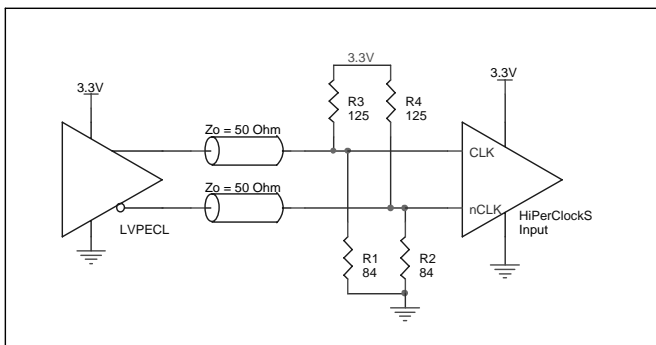 3.3V
3.3V
3.3V
R3
125
R4
125
Zo = 50 Ohm
CLK
Zo = 50 Ohm
nCLK
HiPerClockS
Input
LVPECL
R1
84
R2
84